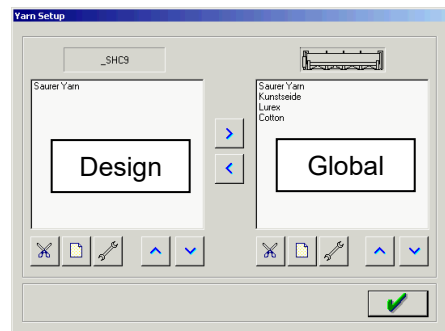 Yarn Setup
_SHC9
Saurer Yarn
Design
Saurer Yarn
Kunstseide
Lurex
Cotton
Global